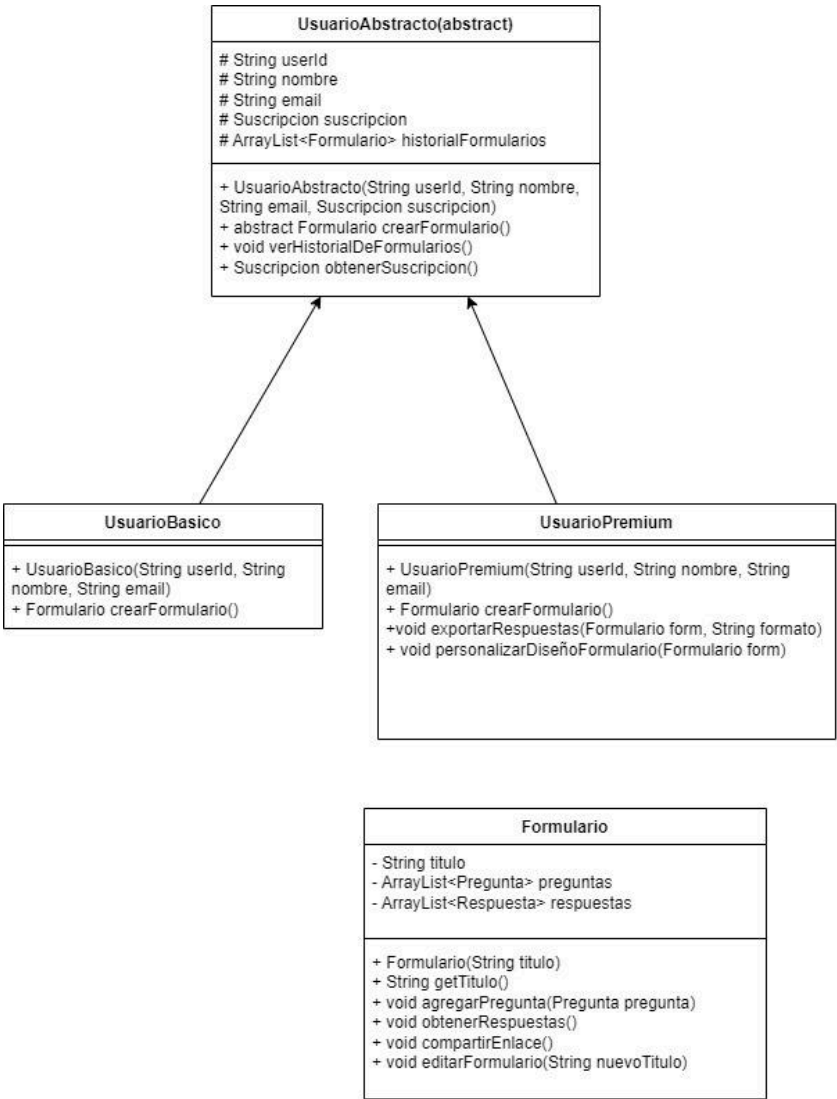 UsuarioAbstracto(abstract)
# String userId
# String nombre
# String email
# Suscripcion suscripcion
# ArrayList<Formulario> historialFormularios
+ UsuarioAbstracto(String userId, String nombre,
String email, Suscripcion suscripcion)
+ abstract Formulario crearFormulario()
+ void verHistorialDeFormularios()
+ Suscripcion obtenerSuscripcion()
UsuarioBasico
+ UsuarioBasico(String userId, String
nombre, String email)
+ Formulario crearFormulario()
UsuarioPremium
+ UsuarioPremium(String userId, String nombre, String
email)
+ Formulario crearFormulario()
+void exportarRespuestas(Formulario form, String formato)
+ void personalizarDiseñoFormulario(Formulario form)
Formulario
- String titulo
- ArrayList<Pregunta> preguntas
- ArrayList<Respuesta> respuestas
+ Formulario(String titulo)
+ String getTitulo()
+ void agregarPregunta(Pregunta pregunta)
+ void obtenerRespuestas()
+ void compartirEnlace()
+ void editarFormulario(String nuevoTitulo)